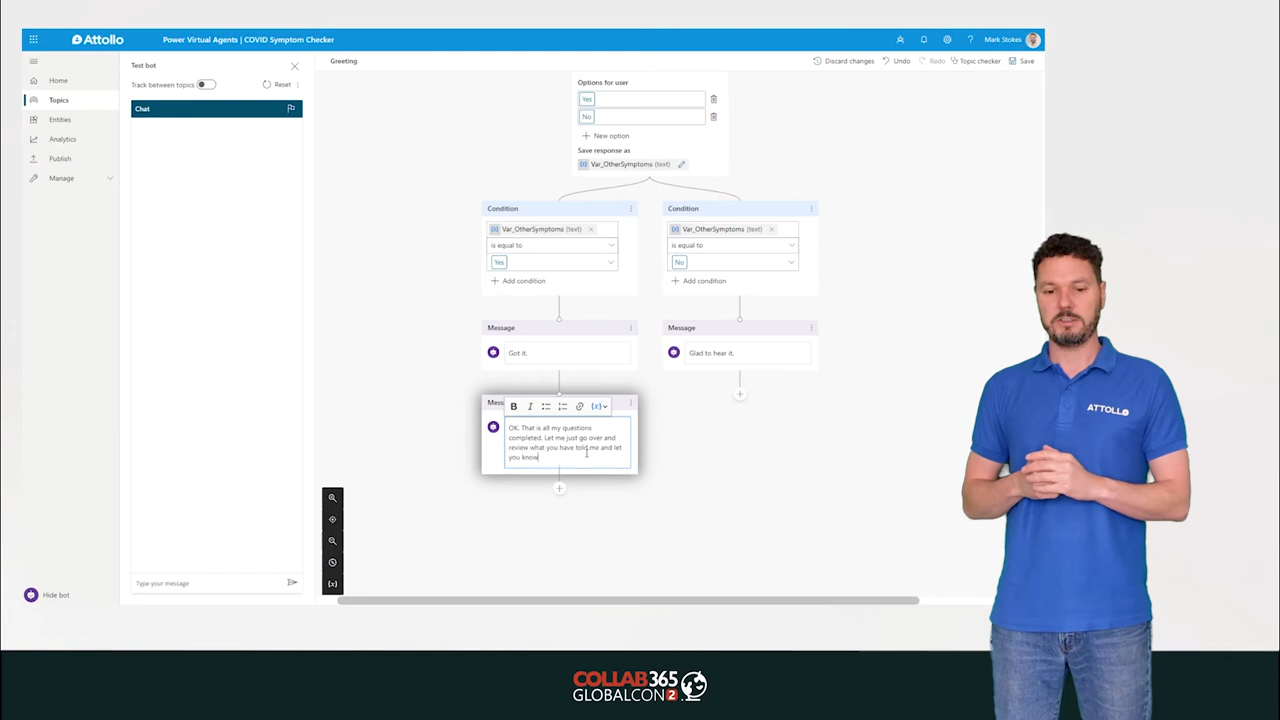 Attollo
Power Virtual Agents | COVID Symptom Checker
Mark Stokes
Test bot
Greeting
Discard changes
Undo
Redo
Topic checker
Save
Home
Topics
Entities
Analytics
Publish
Manage
Hide bot
Track between topics
Reset
Chat
Type your message
Options for user
Yes
No
New option
Save response as
Var_OtherSymptoms (text)
Condition
Var_OtherSymptoms (text)
is equal to
Yes
Add condition
Condition
Var_OtherSymptoms (text)
is equal to
No
Add condition
Message
Got it.
Message
Glad to hear it.
Mess
B I
{x}
OK. That is all my questions
completed. Let me just go over and
review what you have told me and let
you know
{x}
ATTOLLO
COLLAB365
GLOBALCON2